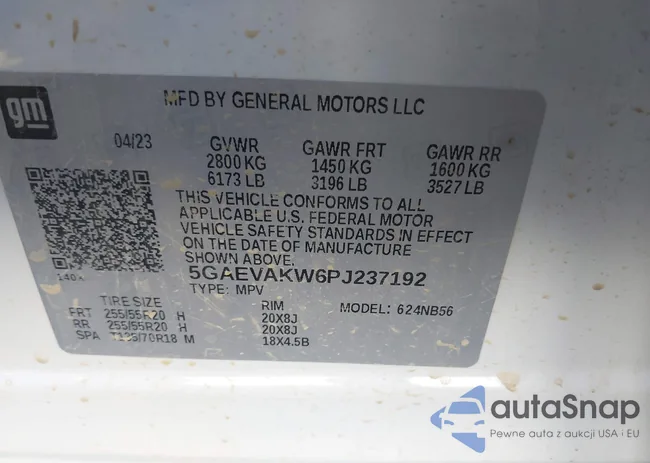 gm
MFD BY GENERAL MOTORS LLC
04/23 GVWR GAWR FRT GAWR RR
2800 KG 1450 KG 1600 KG
6173 LB 3196 LB 3527 LB
THIS VEHICLE CONFORMS TO ALL
APPLICABLE U.S. FEDERAL MOTOR
VEHICLE SAFETY STANDARDS IN EFFECT
ON THE DATE OF MANUFACTURE
SHOWN ABOVE.
5GAEVAKW6PJ237192
TYPE: MPV MODEL: 624NB56
TIRE SIZE RIM
FRT 255/55R20 H 20X8J
RR 255/55R20 H 20X8J
SPA T135/70R18 M 18X4.5B
autaSnap
Pewne auta z aukcji USA i EU